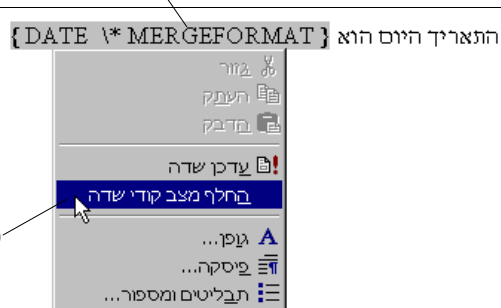 התאריך היום הוא { DATE \* MERGEFORMAT }
גזור
העתק
הדבק
עדכן שדה
החלף מצב קודי שדה
גופן...
פיסקה...
תבליטים ומספור...